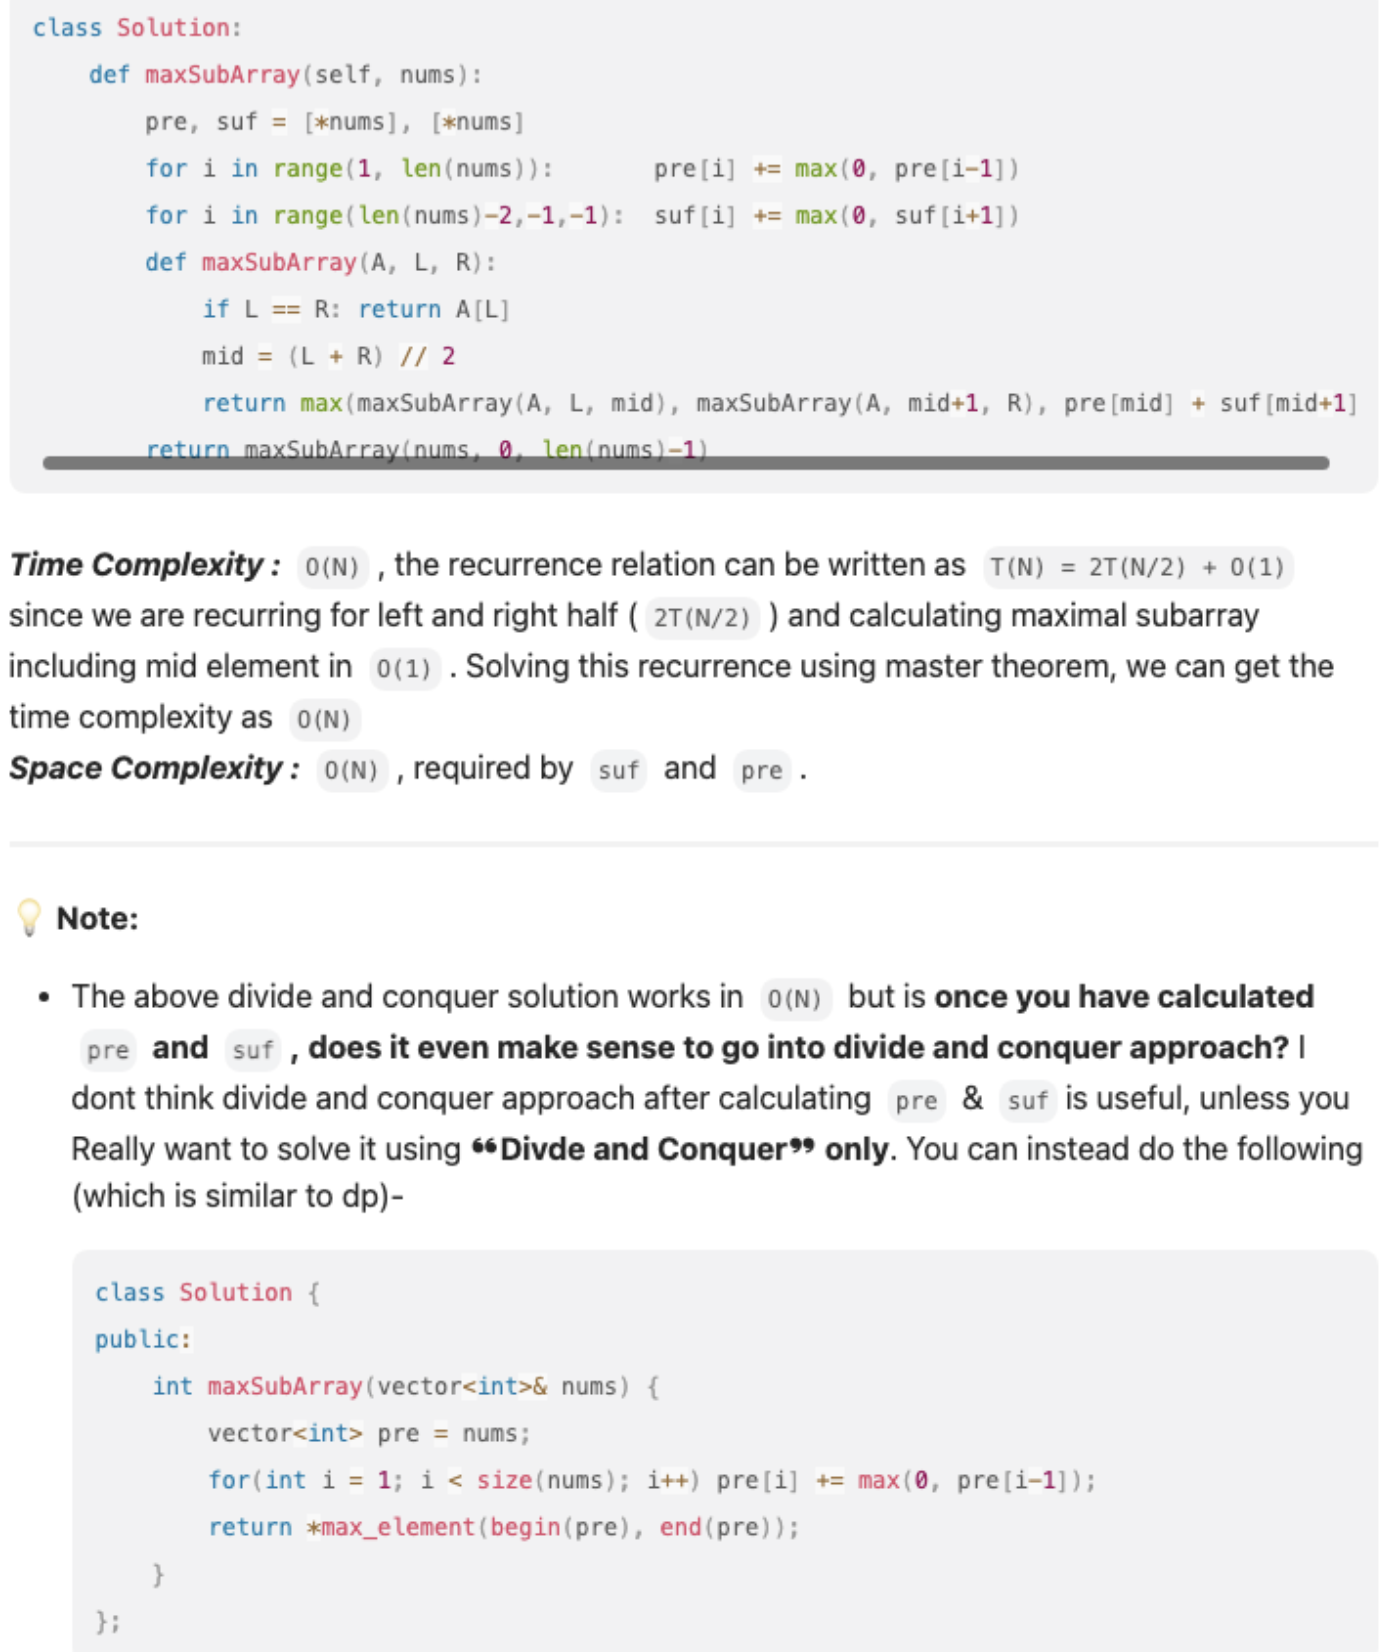 class Solution:
    def maxSubArray(self, nums):
        pre, suf = [*nums], [*nums]
        for i in range(1, len(nums)):       pre[i] += max(0, pre[i-1])
        for i in range(len(nums)-2,-1,-1):  suf[i] += max(0, suf[i+1])
        def maxSubArray(A, L, R):
            if L == R: return A[L]
            mid = (L + R) // 2
            return max(maxSubArray(A, L, mid), maxSubArray(A, mid+1, R), pre[mid] + suf[mid+1]
        return maxSubArray(nums, 0, len(nums)-1)
Time Complexity : O(N) , the recurrence relation can be written as T(N) = 2T(N/2) + O(1)
since we are recurring for left and right half ( 2T(N/2) ) and calculating maximal subarray
including mid element in O(1) . Solving this recurrence using master theorem, we can get the
time complexity as O(N)
Space Complexity : O(N) , required by suf and pre .
💡 Note:
• The above divide and conquer solution works in O(N) but is once you have calculated
pre and suf , does it even make sense to go into divide and conquer approach? I
dont think divide and conquer approach after calculating pre & suf is useful, unless you
Really want to solve it using ❝Divde and Conquer❞ only. You can instead do the following
(which is similar to dp)-
class Solution {
public:
    int maxSubArray(vector<int>& nums) {
        vector<int> pre = nums;
        for(int i = 1; i < size(nums); i++) pre[i] += max(0, pre[i-1]);
        return *max_element(begin(pre), end(pre));
    }
};